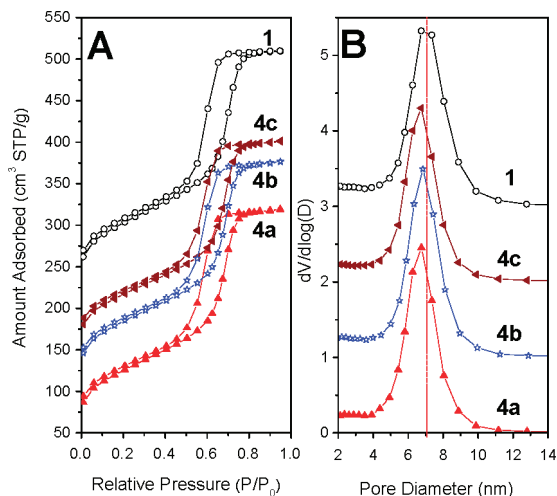 A
550
500
450
400
350
300
250
200
150
100
50
0.0 0.2 0.4 0.6 0.8 1.0
Relative Pressure (P/P0)
Amount Adsorbed (cm3 STP/g)
1
4c
4b
4a
B
5
4
3
2
1
0
2 4 6 8 10 12 14
Pore Diameter (nm)
dV/dlog(D)
1
4c
4b
4a